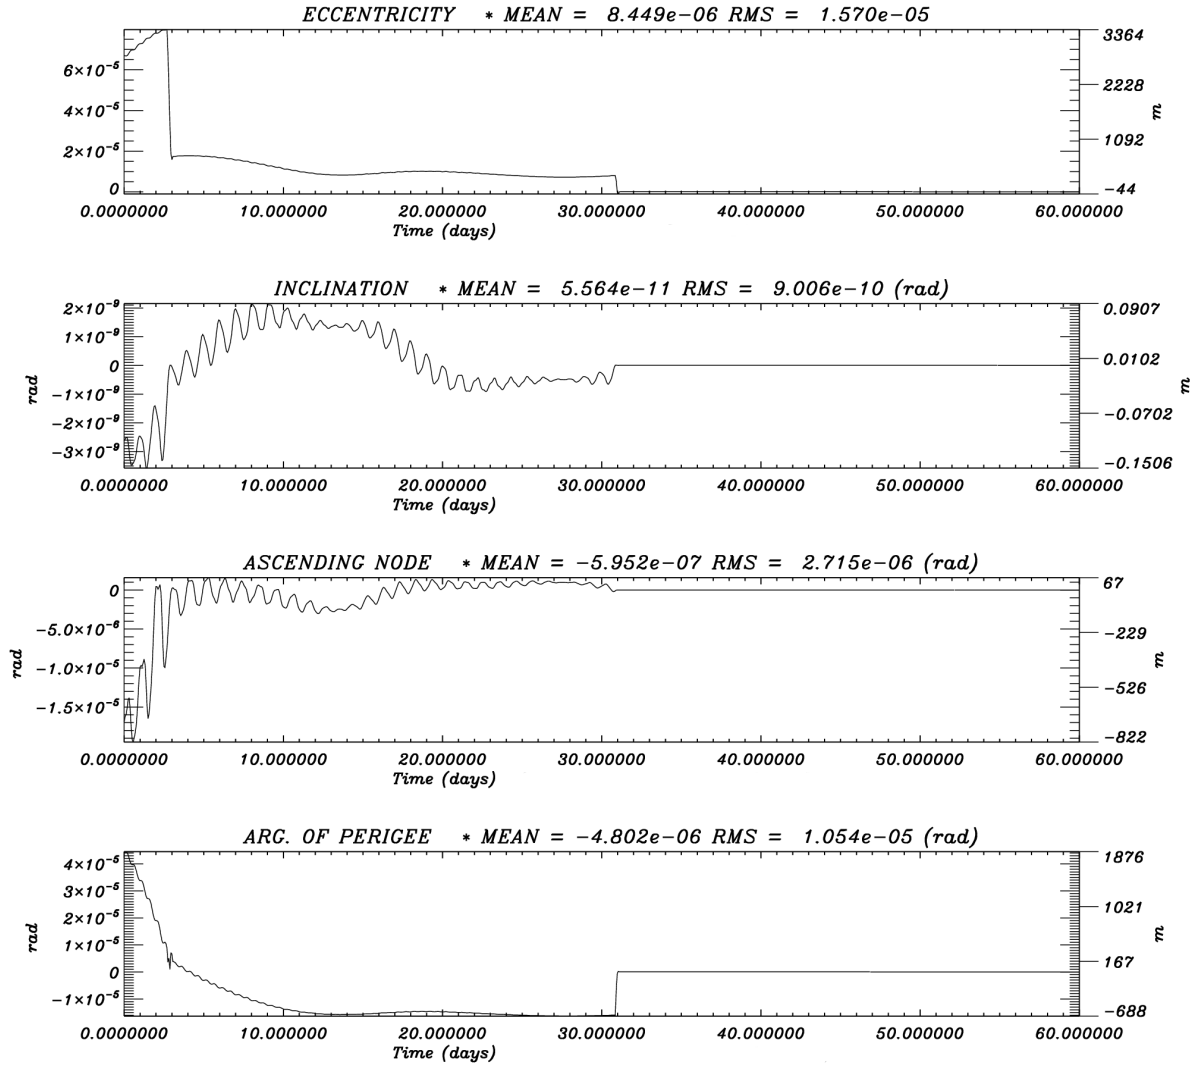 ECCENTRICITY * MEAN = 8.449e-06 RMS = 1.570e-05
6×10⁻⁵
4×10⁻⁵
2×10⁻⁵
0
3364
2228
1092
-44
m
0.0000000 10.000000 20.000000 30.000000 40.000000 50.000000 60.000000
Time (days)
INCLINATION * MEAN = 5.564e-11 RMS = 9.006e-10 (rad)
rad
2×10⁻⁹
1×10⁻⁹
0
-1×10⁻⁹
-2×10⁻⁹
-3×10⁻⁹
0.0907
0.0102
-0.0702
-0.1506
m
0.0000000 10.000000 20.000000 30.000000 40.000000 50.000000 60.000000
Time (days)
ASCENDING NODE * MEAN = -5.952e-07 RMS = 2.715e-06 (rad)
rad
0
-5.0×10⁻⁶
-1.0×10⁻⁵
-1.5×10⁻⁵
67
-229
-526
-822
m
0.0000000 10.000000 20.000000 30.000000 40.000000 50.000000 60.000000
Time (days)
ARG. OF PERIGEE * MEAN = -4.802e-06 RMS = 1.054e-05 (rad)
rad
4×10⁻⁵
3×10⁻⁵
2×10⁻⁵
1×10⁻⁵
0
-1×10⁻⁵
1876
1021
167
-688
m
0.0000000 10.000000 20.000000 30.000000 40.000000 50.000000 60.000000
Time (days)